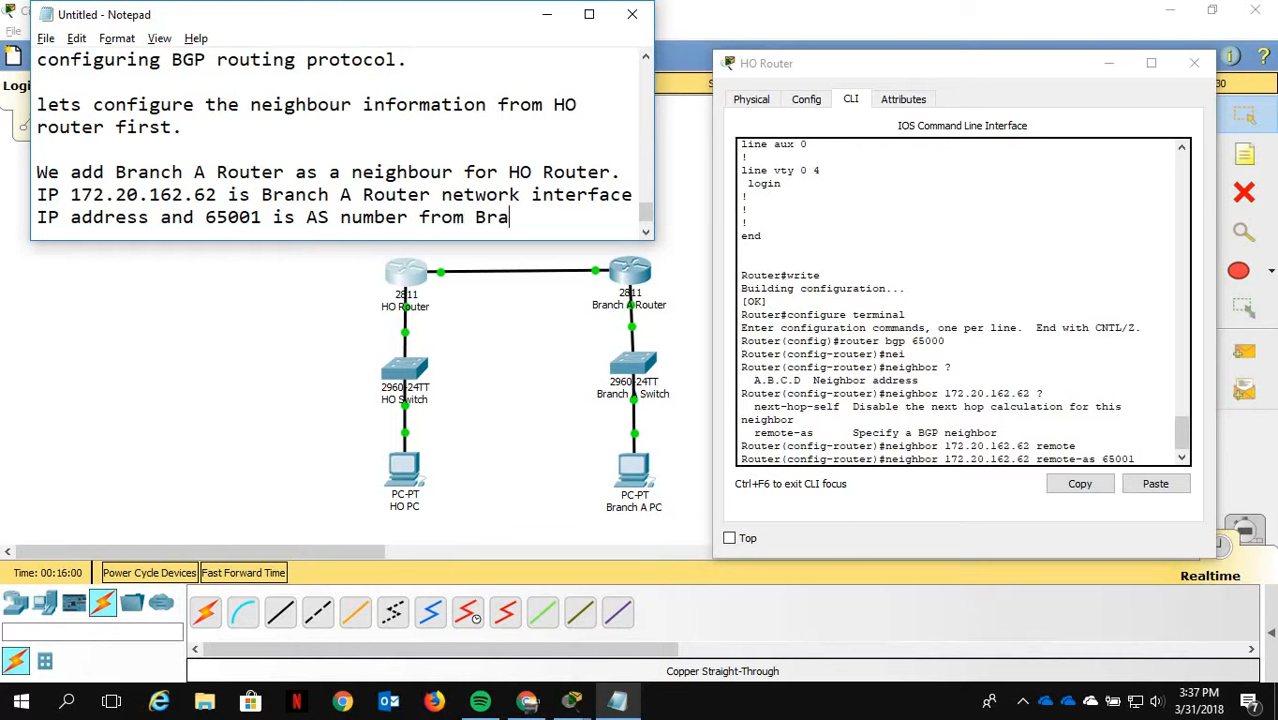 Untitled - Notepad
File Edit Format View Help
configuring BGP routing protocol.
lets configure the neighbour information from HO
router first.
We add Branch A Router as a neighbour for HO Router.
IP 172.20.162.62 is Branch A Router network interface
IP address and 65001 is AS number from Bra
HO Router
Physical Config CLI Attributes
IOS Command Line Interface
line aux 0
!
line vty 0 4
login
!
!
!
end
Router#write
Building configuration...
[OK]
Router#configure terminal
Enter configuration commands, one per line. End with CNTL/Z.
Router(config)#router bgp 65000
Router(config-router)#nei
Router(config-router)#neighbor ?
A.B.C.D Neighbor address
Router(config-router)#neighbor 172.20.162.62 ?
next-hop-self Disable the next hop calculation for this
neighbor
remote-as Specify a BGP neighbor
Router(config-router)#neighbor 172.20.162.62 remote
Router(config-router)#neighbor 172.20.162.62 remote-as 65001
Ctrl+F6 to exit CLI focus
Copy Paste
Top
2811
HO Router
2811
Branch A Router
2960-24TT
HO Switch
2960-24TT
Branch A Switch
PC-PT
HO PC
PC-PT
Branch A PC
Time: 00:16:00 Power Cycle Devices Fast Forward Time
Realtime
Copper Straight-Through
3:37 PM
3/31/2018